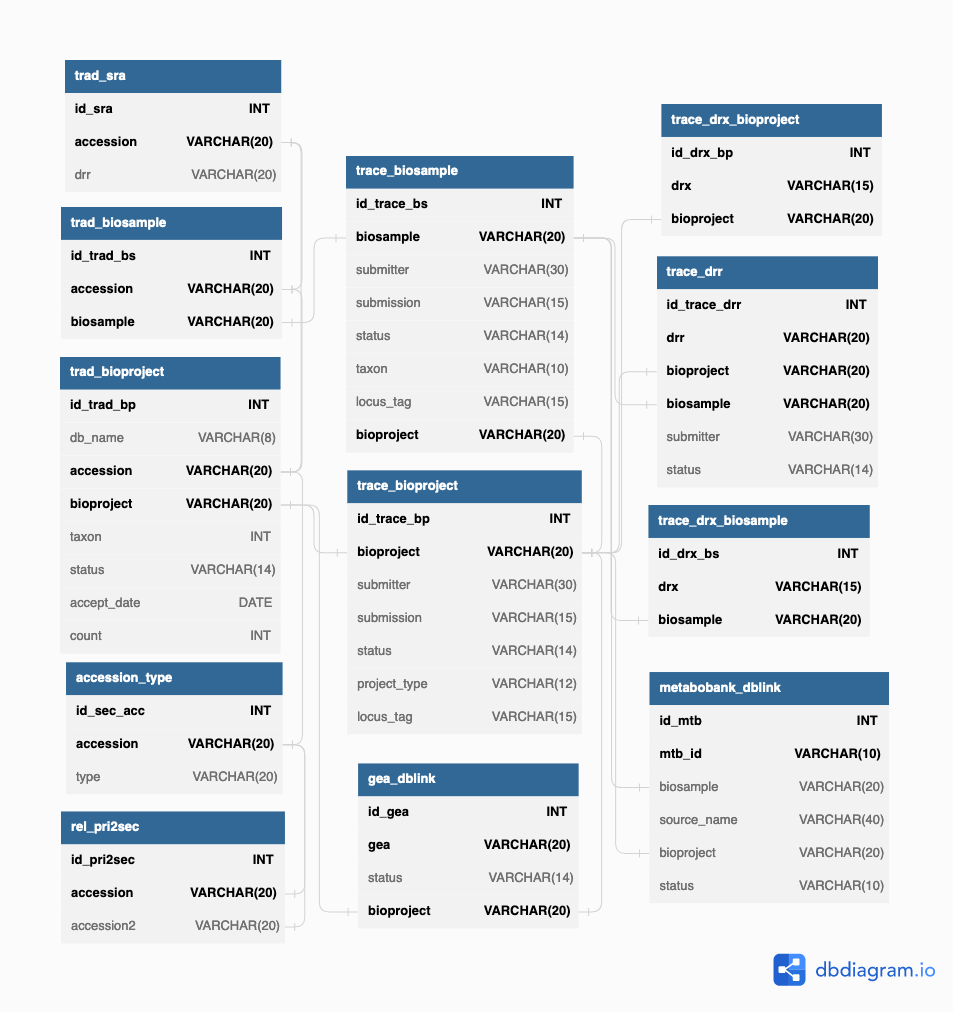 trad_sra
id_sra INT
accession VARCHAR(20)
drr VARCHAR(20)
trad_biosample
id_trad_bs INT
accession VARCHAR(20)
biosample VARCHAR(20)
trad_bioproject
id_trad_bp INT
db_name VARCHAR(8)
accession VARCHAR(20)
bioproject VARCHAR(20)
taxon INT
status VARCHAR(14)
accept_date DATE
count INT
accession_type
id_sec_acc INT
accession VARCHAR(20)
type VARCHAR(20)
rel_pri2sec
id_pri2sec INT
accession VARCHAR(20)
accession2 VARCHAR(20)
trace_biosample
id_trace_bs INT
biosample VARCHAR(20)
submitter VARCHAR(30)
submission VARCHAR(15)
status VARCHAR(14)
taxon VARCHAR(10)
locus_tag VARCHAR(15)
bioproject VARCHAR(20)
trace_bioproject
id_trace_bp INT
bioproject VARCHAR(20)
submitter VARCHAR(30)
submission VARCHAR(15)
status VARCHAR(14)
project_type VARCHAR(12)
locus_tag VARCHAR(15)
gea_dblink
id_gea INT
gea VARCHAR(20)
status VARCHAR(14)
bioproject VARCHAR(20)
trace_drx_bioproject
id_drx_bp INT
drx VARCHAR(15)
bioproject VARCHAR(20)
trace_drr
id_trace_drr INT
drr VARCHAR(20)
bioproject VARCHAR(20)
biosample VARCHAR(20)
submitter VARCHAR(30)
status VARCHAR(14)
trace_drx_biosample
id_drx_bs INT
drx VARCHAR(15)
biosample VARCHAR(20)
metabobank_dblink
id_mtb INT
mtb_id VARCHAR(10)
biosample VARCHAR(20)
source_name VARCHAR(40)
bioproject VARCHAR(20)
status VARCHAR(10)
dbdiagram.io